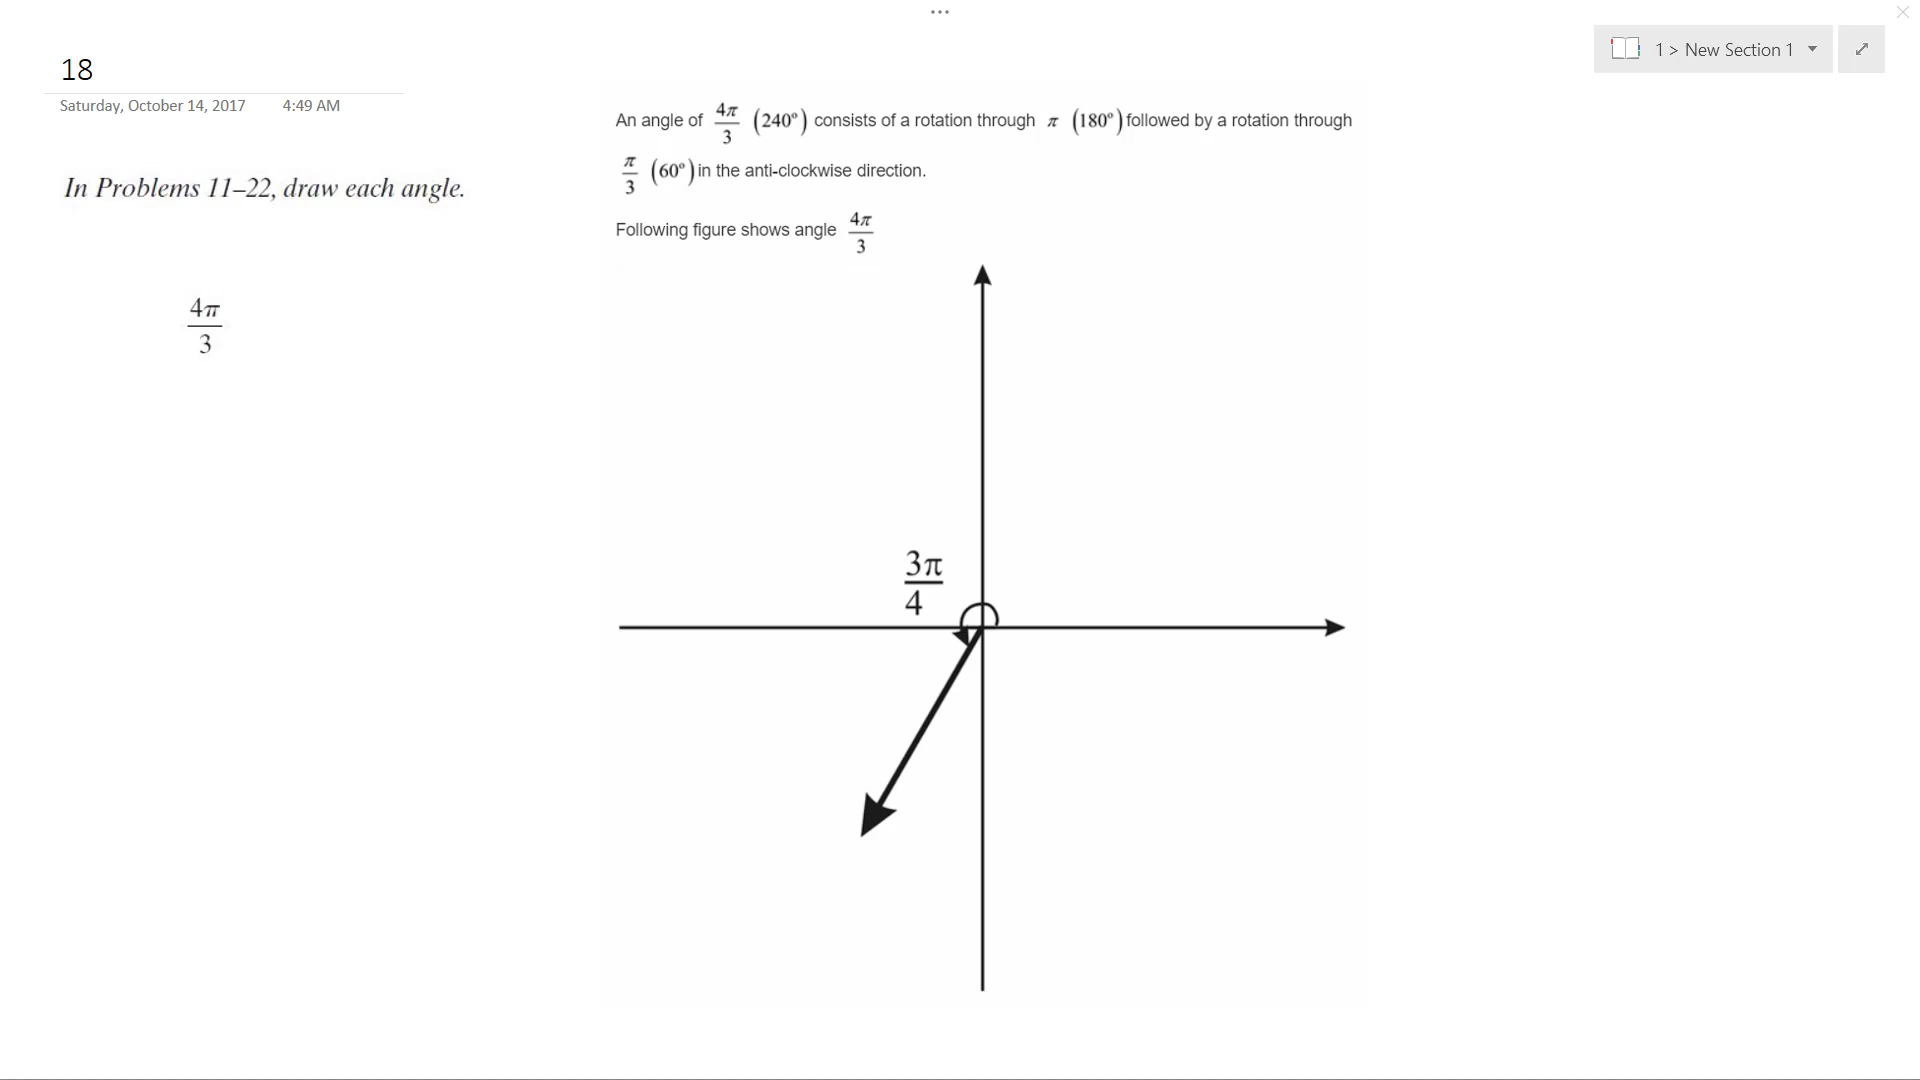 18
1 > New Section 1
Saturday, October 14, 2017 4:49 AM
In Problems 11–22, draw each angle.
4π/3
An angle of 4π/3 (240°) consists of a rotation through π (180°) followed by a rotation through
π/3 (60°) in the anti-clockwise direction.
Following figure shows angle 4π/3
3π/4